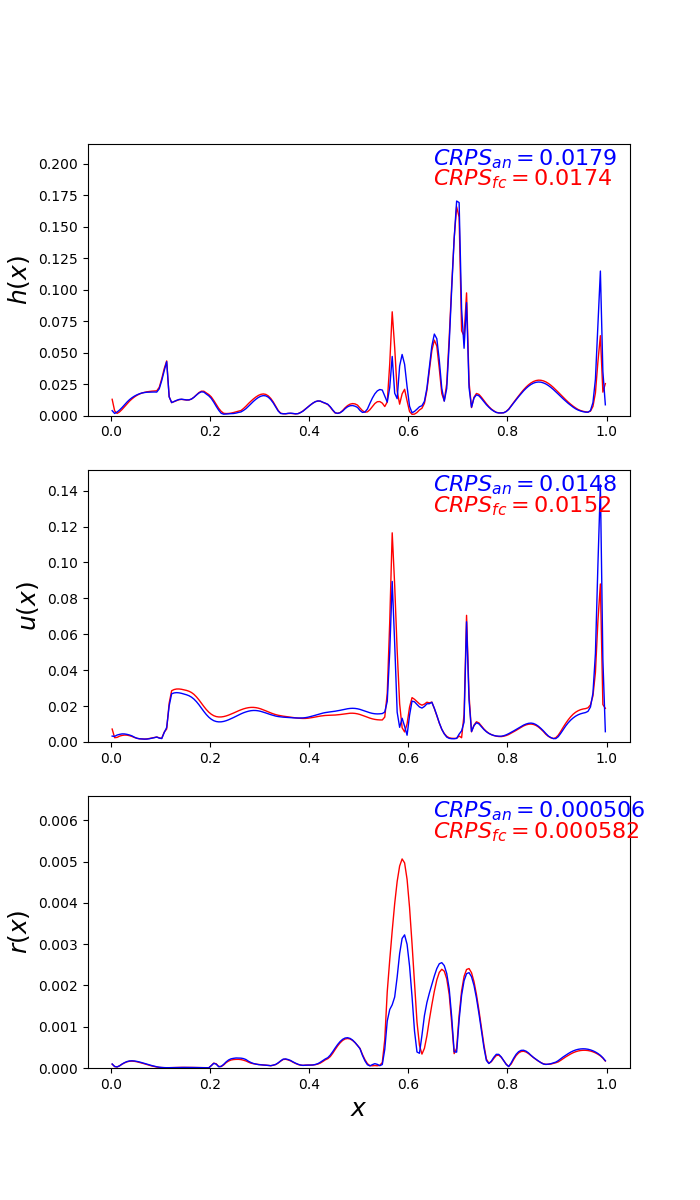 CRPS_an = 0.0179
CRPS_fc = 0.0174
h(x)
0.200
0.175
0.150
0.125
0.100
0.075
0.050
0.025
0.000
0.0 0.2 0.4 0.6 0.8 1.0
CRPS_an = 0.0148
CRPS_fc = 0.0152
u(x)
0.14
0.12
0.10
0.08
0.06
0.04
0.02
0.00
0.0 0.2 0.4 0.6 0.8 1.0
CRPS_an = 0.000506
CRPS_fc = 0.000582
r(x)
0.006
0.005
0.004
0.003
0.002
0.001
0.000
0.0 0.2 0.4 0.6 0.8 1.0
x